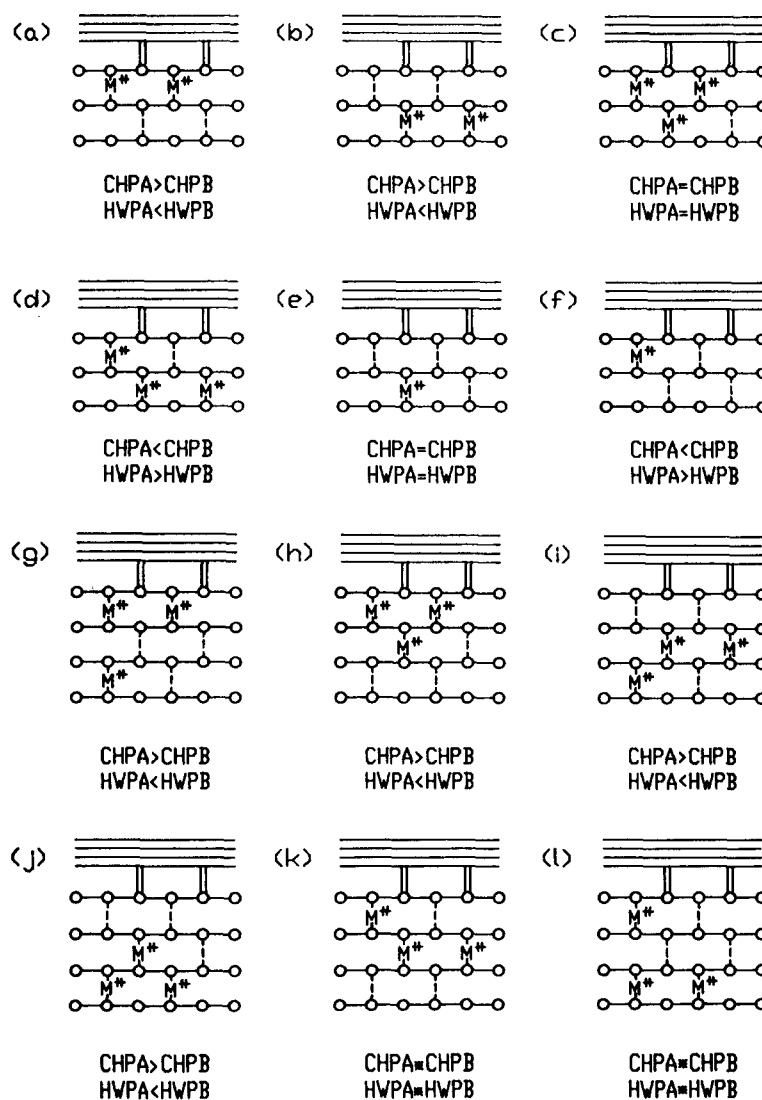 (a)
M* M*
CHPA>CHPB
HWPA<HWPB
(b)
M* M*
CHPA>CHPB
HWPA<HWPB
(c)
M* M*
M*
CHPA=CHPB
HWPA=HWPB
(d)
M*
M* M*
CHPA<CHPB
HWPA>HWPB
(e)
M*
CHPA=CHPB
HWPA=HWPB
(f)
M*
CHPA<CHPB
HWPA>HWPB
(g)
M* M*
M*
CHPA>CHPB
HWPA<HWPB
(h)
M* M*
M*
CHPA>CHPB
HWPA<HWPB
(i)
M* M*
M*
CHPA>CHPB
HWPA<HWPB
(j)
M*
M* M*
CHPA>CHPB
HWPA<HWPB
(k)
M*
M* M*
CHPA*CHPB
HWPA*HWPB
(l)
M*
M* M*
CHPA*CHPB
HWPA*HWPB